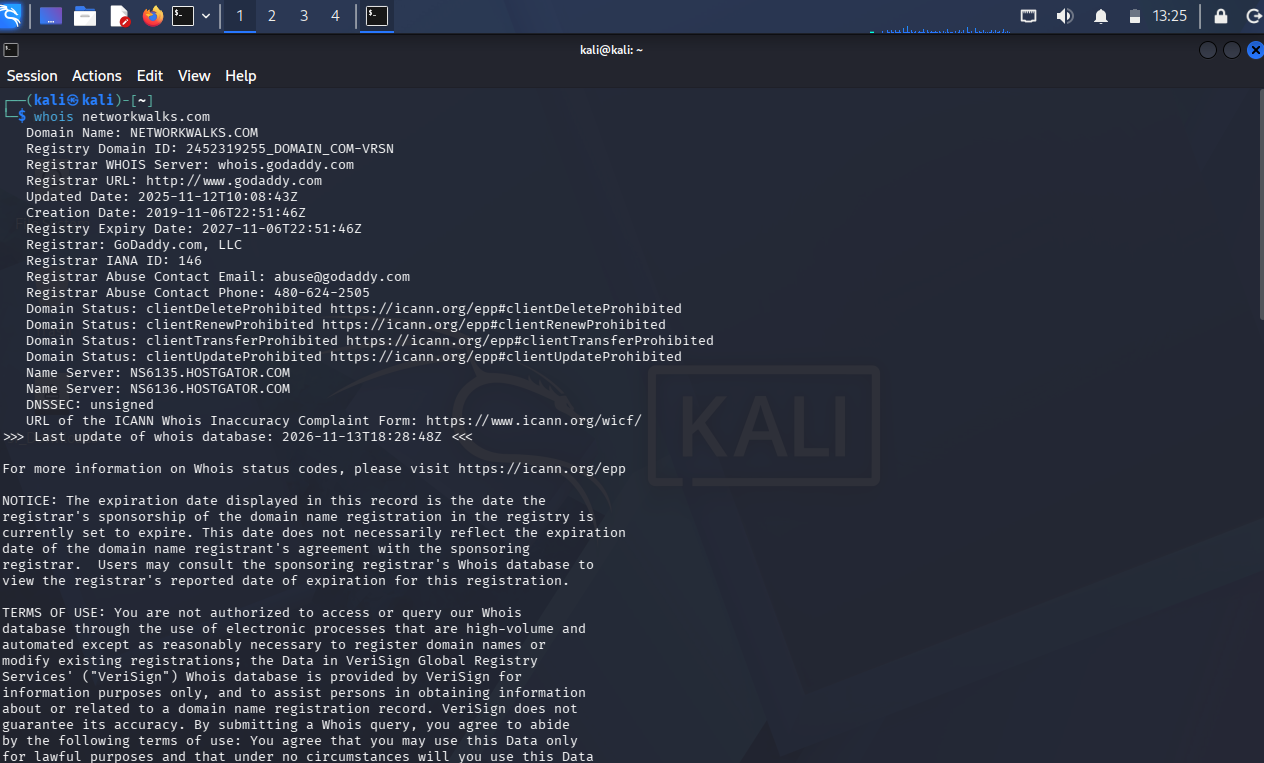 1 2 3 4 13:25
kali@kali: ~
Session Actions Edit View Help
┌──(kali㉿kali)-[~]
└─$ whois networkwalks.com
Domain Name: NETWORKWALKS.COM
Registry Domain ID: 2452319255_DOMAIN_COM-VRSN
Registrar WHOIS Server: whois.godaddy.com
Registrar URL: http://www.godaddy.com
Updated Date: 2025-11-12T10:08:43Z
Creation Date: 2019-11-06T22:51:46Z
Registry Expiry Date: 2027-11-06T22:51:46Z
Registrar: GoDaddy.com, LLC
Registrar IANA ID: 146
Registrar Abuse Contact Email: abuse@godaddy.com
Registrar Abuse Contact Phone: 480-624-2505
Domain Status: clientDeleteProhibited https://icann.org/epp#clientDeleteProhibited
Domain Status: clientRenewProhibited https://icann.org/epp#clientRenewProhibited
Domain Status: clientTransferProhibited https://icann.org/epp#clientTransferProhibited
Domain Status: clientUpdateProhibited https://icann.org/epp#clientUpdateProhibited
Name Server: NS6135.HOSTGATOR.COM
Name Server: NS6136.HOSTGATOR.COM
DNSSEC: unsigned
URL of the ICANN Whois Inaccuracy Complaint Form: https://www.icann.org/wicf/
>>> Last update of whois database: 2026-11-13T18:28:48Z <<<
KALI
For more information on Whois status codes, please visit https://icann.org/epp
NOTICE: The expiration date displayed in this record is the date the
registrar's sponsorship of the domain name registration in the registry is
currently set to expire. This date does not necessarily reflect the expiration
date of the domain name registrant's agreement with the sponsoring
registrar.  Users may consult the sponsoring registrar's Whois database to
view the registrar's reported date of expiration for this registration.
TERMS OF USE: You are not authorized to access or query our Whois
database through the use of electronic processes that are high-volume and
automated except as reasonably necessary to register domain names or
modify existing registrations; the Data in VeriSign Global Registry
Services' ("VeriSign") Whois database is provided by VeriSign for
information purposes only, and to assist persons in obtaining information
about or related to a domain name registration record. VeriSign does not
guarantee its accuracy. By submitting a Whois query, you agree to abide
by the following terms of use: You agree that you may use this Data only
for lawful purposes and that under no circumstances will you use this Data